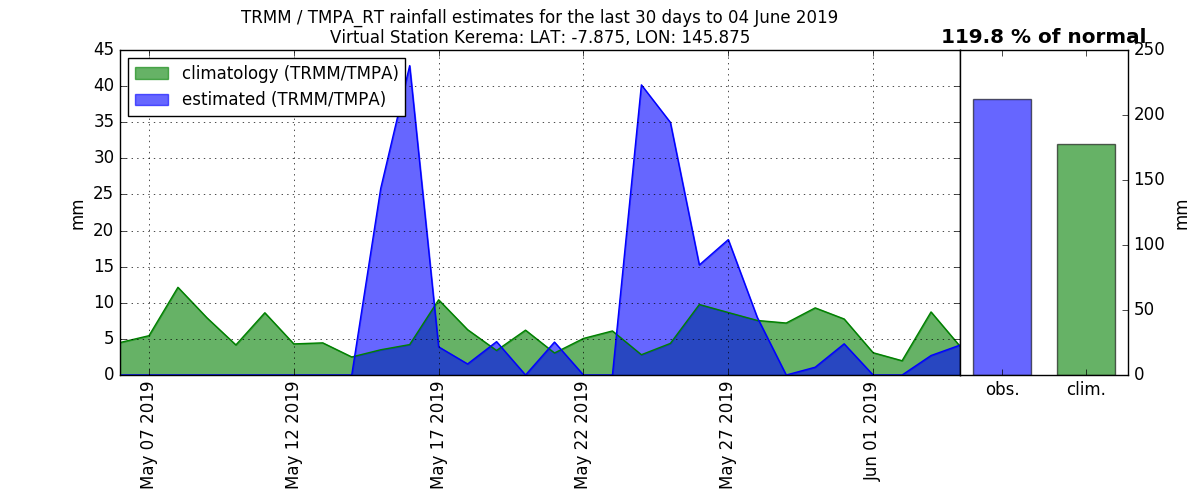 TRMM / TMPA_RT rainfall estimates for the last 30 days to 04 June 2019
Virtual Station Kerema: LAT: -7.875, LON: 145.875
119.8 % of normal
climatology (TRMM/TMPA)
estimated (TRMM/TMPA)
45
40
35
30
25
20
15
10
5
0
mm
May 07 2019
May 12 2019
May 17 2019
May 22 2019
May 27 2019
Jun 01 2019
250
200
150
100
50
0
mm
obs.
clim.